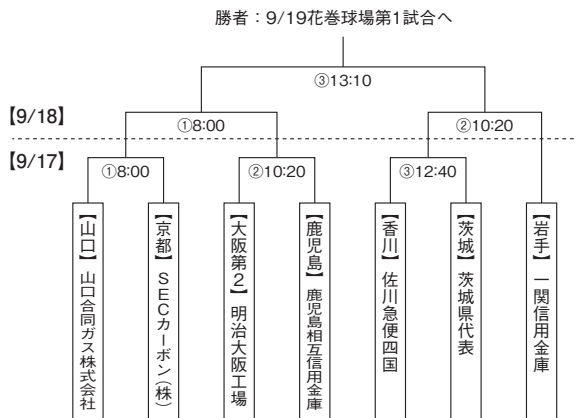 勝者：9/19花巻球場第1試合へ
③13:10
【9/18】
①8:00
②10:20
【9/17】
①8:00
②10:20
③12:40
【山口】山口合同ガス株式会社
【京都】SECカーボン(株)
【大阪第2】明治大阪工場
【鹿児島】鹿児島相互信用金庫
【香川】佐川急便四国
【茨城】茨城県代表
【岩手】一関信用金庫